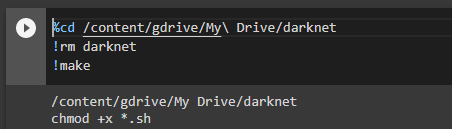 %cd /content/gdrive/My\ Drive/darknet
!rm darknet
!make
/content/gdrive/My Drive/darknet
chmod +x *.sh